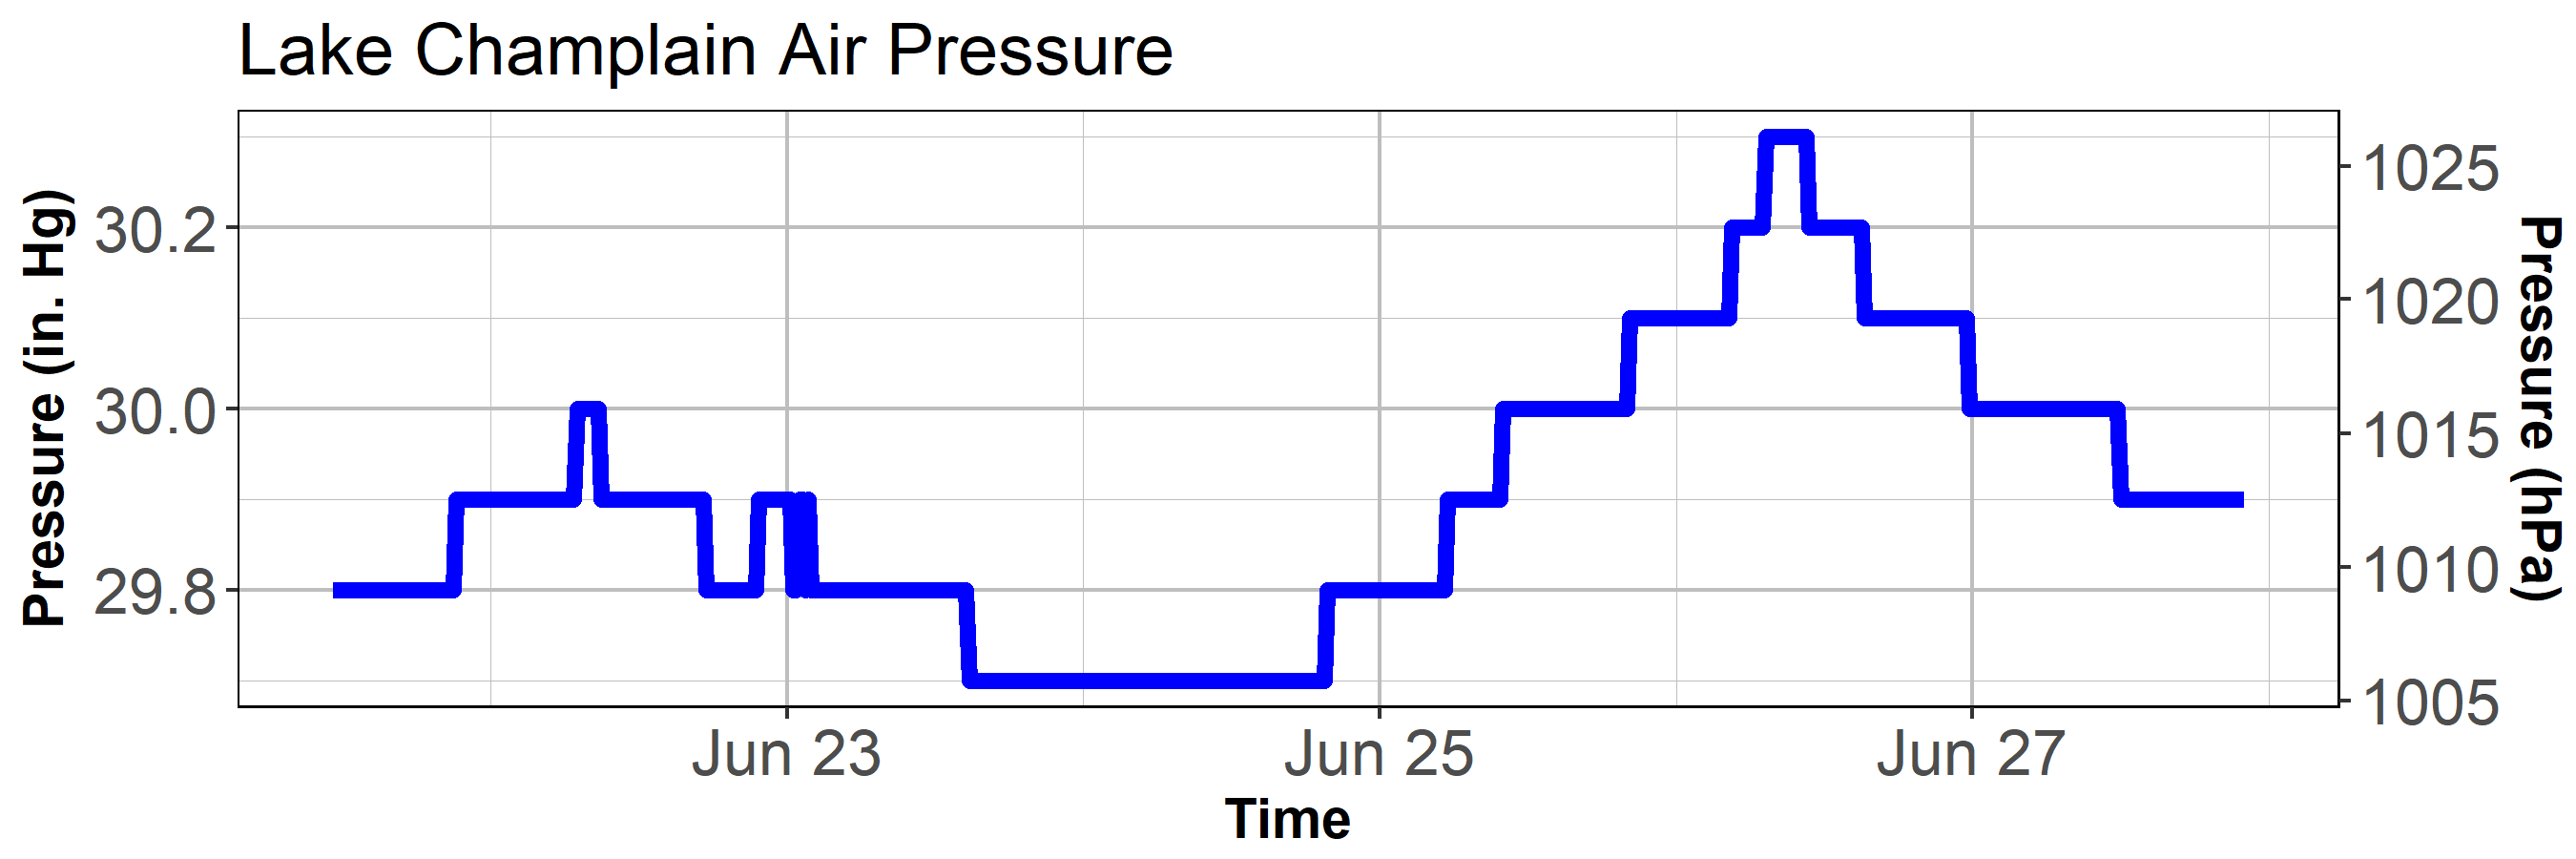 Lake Champlain Air Pressure
Pressure (in. Hg)
30.2
30.0
29.8
1025
1020
1015
1010
1005
Pressure (hPa)
Jun 23
Jun 25
Jun 27
Time